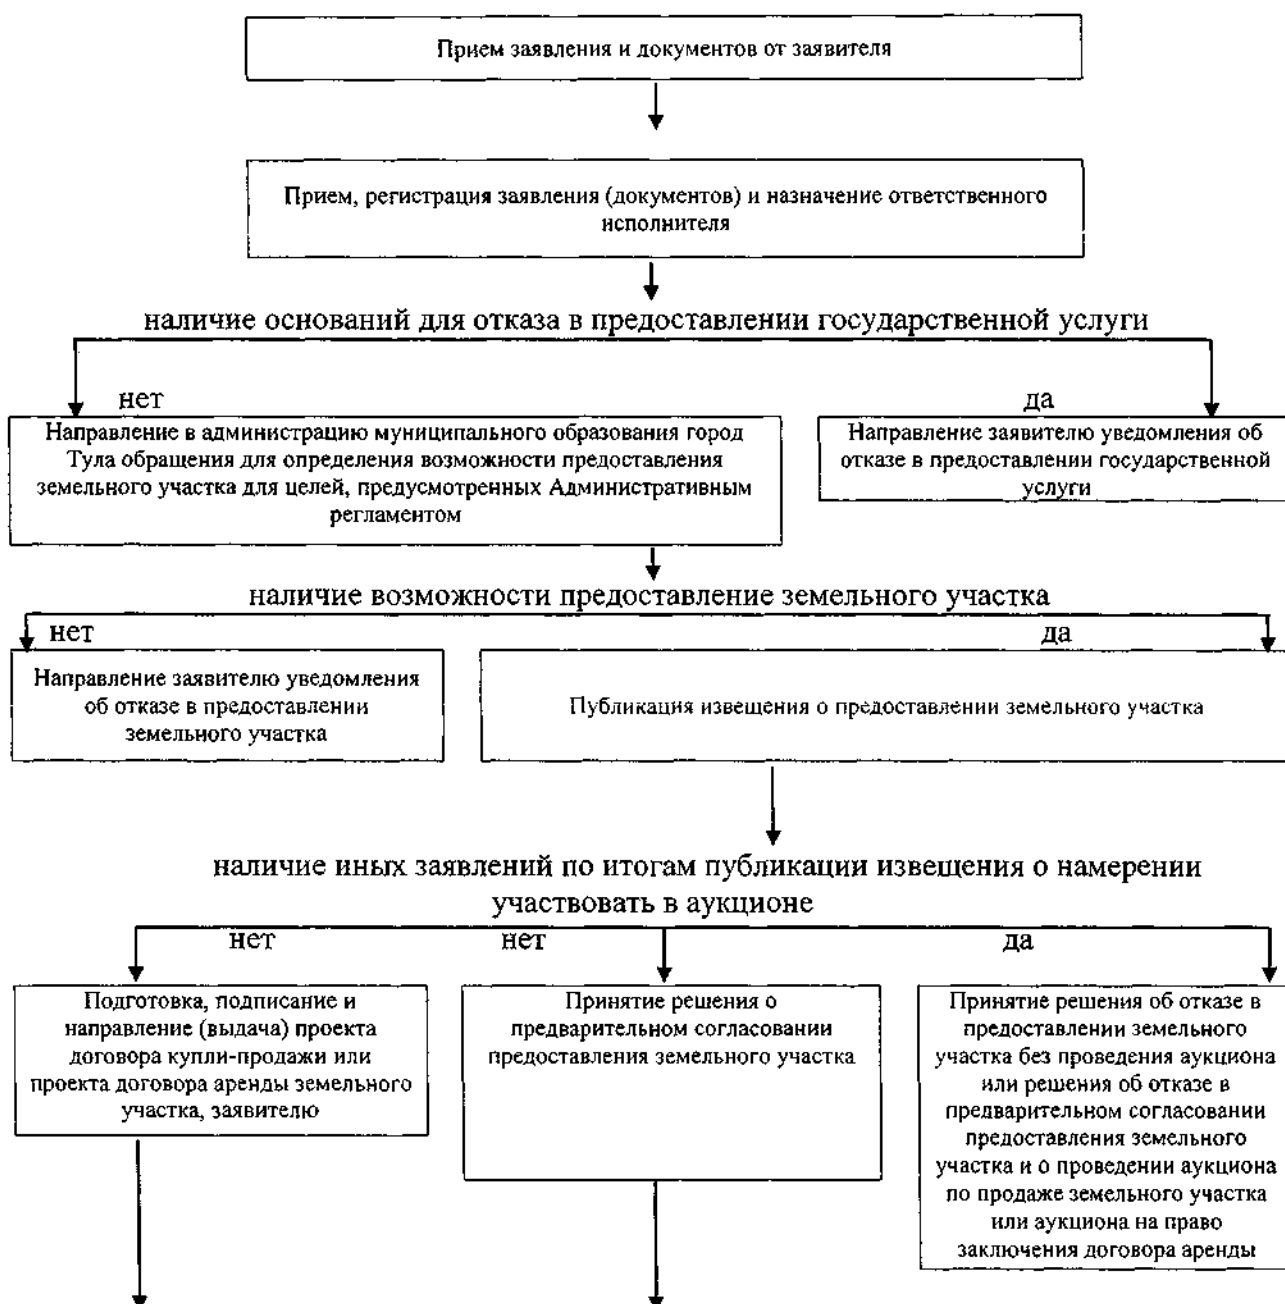 Прием заявления и документов от заявителя
Прием, регистрация заявления (документов) и назначение ответственного
исполнителя
наличие оснований для отказа в предоставлении государственной услуги
нет
да
Направление в администрацию муниципального образования город
Тула обращения для определения возможности предоставления
земельного участка для целей, предусмотренных Административным
регламентом
Направление заявителю уведомления об
отказе в предоставлении государственной
услуги
наличие возможности предоставление земельного участка
нет
да
Направление заявителю уведомления
об отказе в предоставлении
земельного участка
Публикация извещения о предоставлении земельного участка
наличие иных заявлений по итогам публикации извещения о намерении
участвовать в аукционе
нет
нет
да
Подготовка, подписание и
направление (выдача) проекта
договора купли-продажи или
проекта договора аренды земельного
участка, заявителю
Принятие решения о
предварительном согласовании
предоставления земельного участка
Принятие решения об отказе в
предоставлении земельного
участка без проведения аукциона
или решения об отказе в
предварительном согласовании
предоставления земельного
участка и о проведении аукциона
по продаже земельного участка
или аукциона на право
заключения договора аренды